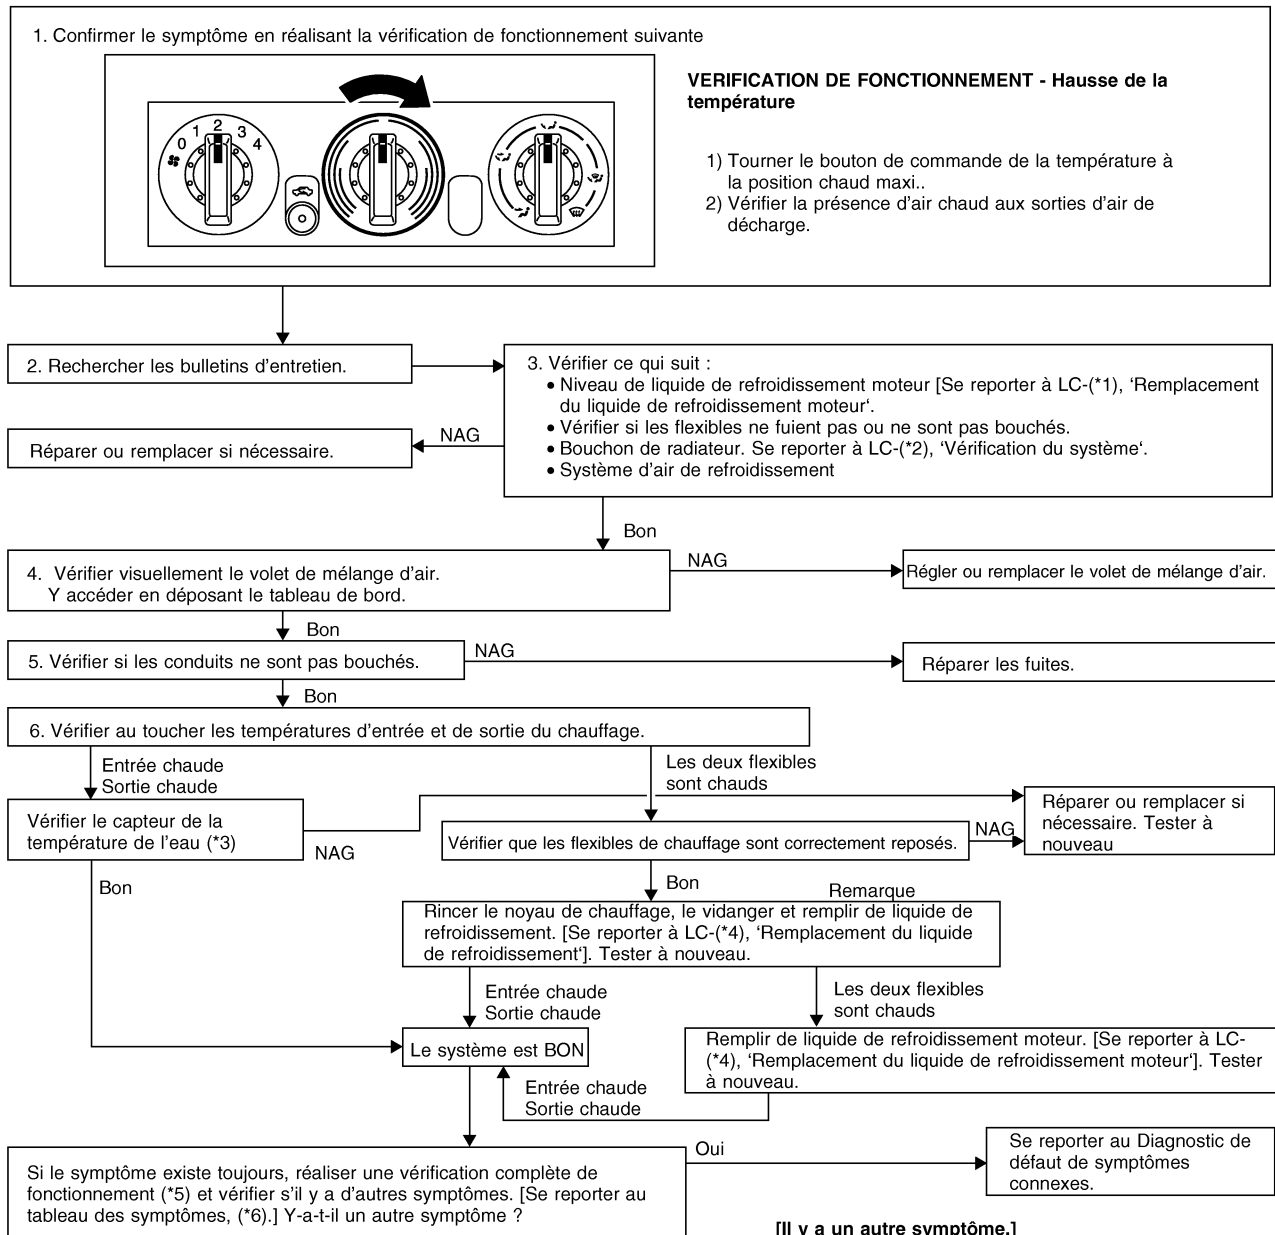 1. Confirmer le symptôme en réalisant la vérification de fonctionnement suivante
0
1
2
3
4
VERIFICATION DE FONCTIONNEMENT - Hausse de la
température
1) Tourner le bouton de commande de la température à
la position chaud maxi..
2) Vérifier la présence d'air chaud aux sorties d'air de
décharge.
2. Rechercher les bulletins d'entretien.
3. Vérifier ce qui suit :
• Niveau de liquide de refroidissement moteur [Se reporter à LC-(*1), ‘Remplacement
du liquide de refroidissement moteur‘.
• Vérifier si les flexibles ne fuient pas ou ne sont pas bouchés.
• Bouchon de radiateur. Se reporter à LC-(*2), ‘Vérification du système‘.
• Système d'air de refroidissement
NAG
Réparer ou remplacer si nécessaire.
Bon
4. Vérifier visuellement le volet de mélange d'air.
Y accéder en déposant le tableau de bord.
NAG
Régler ou remplacer le volet de mélange d'air.
Bon
5. Vérifier si les conduits ne sont pas bouchés.
NAG
Réparer les fuites.
Bon
6. Vérifier au toucher les températures d'entrée et de sortie du chauffage.
Entrée chaude
Sortie chaude
Les deux flexibles
sont chauds
Vérifier le capteur de la
température de l'eau (*3)
NAG
Vérifier que les flexibles de chauffage sont correctement reposés.
NAG
Réparer ou remplacer si
nécessaire. Tester à
nouveau
Bon
Bon
Remarque
Rincer le noyau de chauffage, le vidanger et remplir de liquide de
refroidissement. [Se reporter à LC-(*4), ‘Remplacement du liquide
de refroidissement‘]. Tester à nouveau.
Entrée chaude
Sortie chaude
Les deux flexibles
sont chauds
Le système est BON
Remplir de liquide de refroidissement moteur. [Se reporter à LC-
(*4), ‘Remplacement du liquide de refroidissement moteur‘]. Tester
à nouveau.
Entrée chaude
Sortie chaude
Si le symptôme existe toujours, réaliser une vérification complète de
fonctionnement (*5) et vérifier s'il y a d'autres symptômes. [Se reporter au
tableau des symptômes, (*6).] Y-a-t-il un autre symptôme ?
Oui
Se reporter au Diagnostic de
défaut de symptômes
connexes.
[Il y a un autre symptôme.]